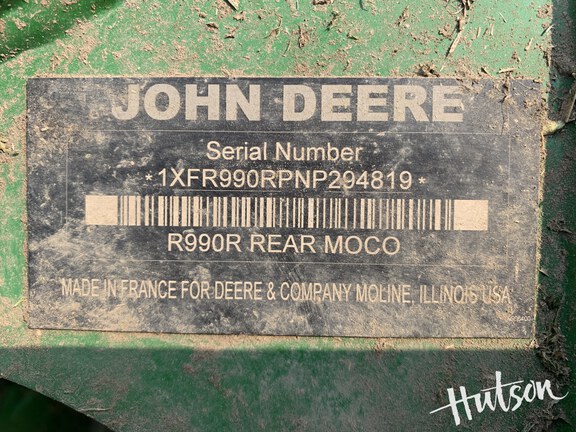 JOHN DEERE
Serial Number
*1XFR990RPNP294819*
R990R REAR MOCO
MADE IN FRANCE FOR DEERE & COMPANY MOLINE, ILLINOIS USA
Hutson